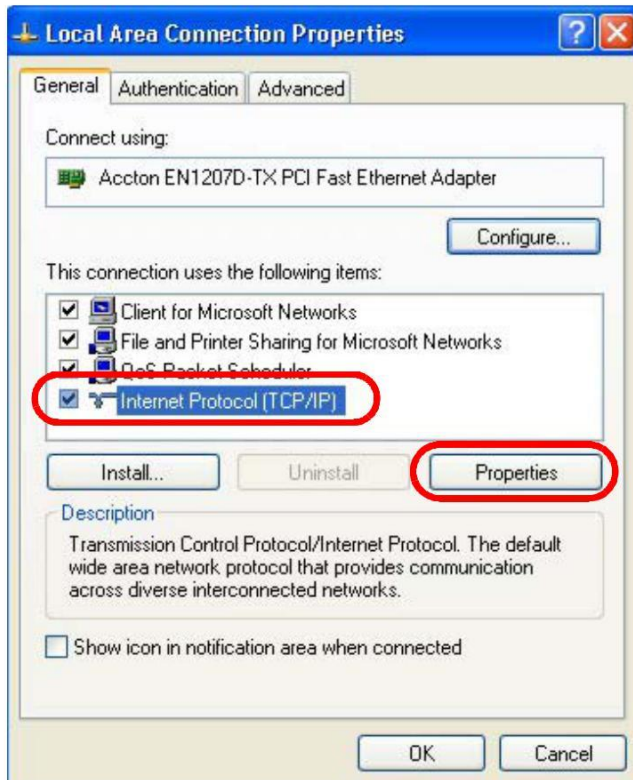 Local Area Connection Properties
General Authentication Advanced
Connect using:
Accton EN1207D-TX PCI Fast Ethernet Adapter
Configure...
This connection uses the following items:
Client for Microsoft Networks
File and Printer Sharing for Microsoft Networks
QoS Packet Scheduler
Internet Protocol (TCP/IP)
Install... Uninstall Properties
Description
Transmission Control Protocol/Internet Protocol. The default
wide area network protocol that provides communication
across diverse interconnected networks.
Show icon in notification area when connected
OK Cancel